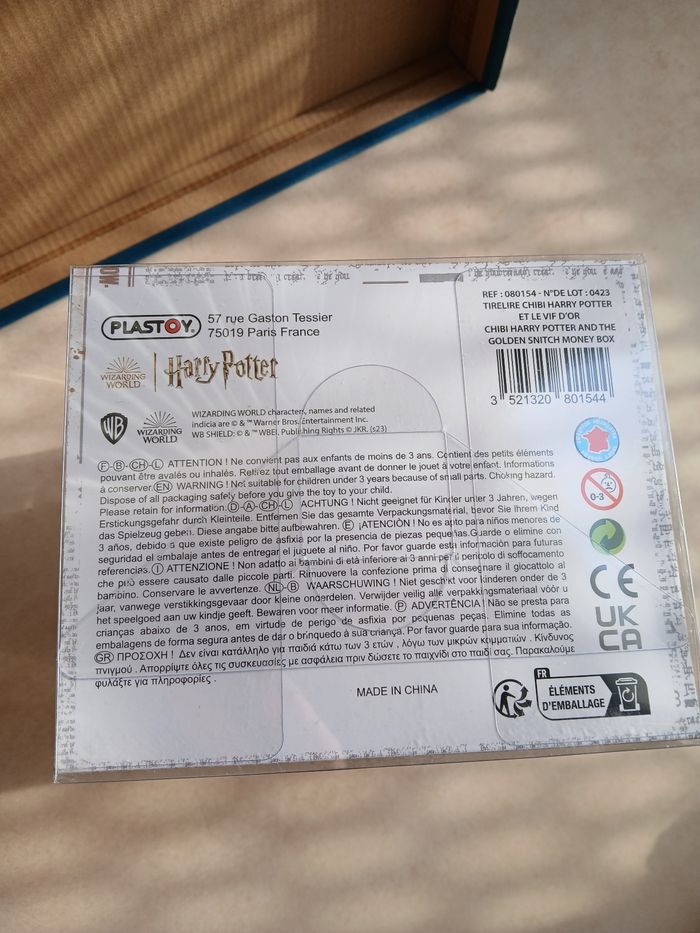 REF : 080154 - N°DE LOT : 0423
TIRELIRE CHIBI HARRY POTTER
ET LE VIF D'OR
CHIBI HARRY POTTER AND THE
GOLDEN SNITCH MONEY BOX
3 521320 801544
PLASTOY.
57 rue Gaston Tessier
75019 Paris France
WIZARDING
WORLD
Harry Potter
WB
WIZARDING
WORLD
WIZARDING WORLD characters, names and related
indicia are © & ™ Warner Bros. Entertainment Inc.
WB SHIELD: © & ™ WBEI. Publishing Rights © JKR. (s23)
F-B-CH-L ATTENTION ! Ne convient pas aux enfants de moins de 3 ans. Contient des petits éléments
pouvant être avalés ou inhalés. Retirez tout emballage avant de donner le jouet à votre enfant. Informations
à conserver. EN WARNING ! Not suitable for children under 3 years because of small parts. Choking hazard.
Dispose of all packaging safely before you give the toy to your child.
Please retain for information. D-A-CH-L ACHTUNG ! Nicht geeignet für Kinder unter 3 Jahren, wegen
Erstickungsgefahr durch Kleinteile. Entfernen Sie das gesamte Verpackungsmaterial, bevor Sie Ihrem Kind
das Spielzeug geben. Diese angabe bitte aufbewahren. E ¡ATENCIÒN ! No es apto para niños menores de
3 años, debido a que existe peligro de asfixia por la presencia de piezas pequeñas.Guarde o elimine con
seguridad el embalaje antes de entregar el juguete al niño. Por favor guarde esta información para futuras
referencias. I ATTENZIONE ! Non adatto ai bambini di età inferiore ai 3 anni per il pericolo di soffocamento
che può essere causato dalle piccole parti. Rimuovere la confezione prima di consegnare il giocattolo al
bambino. Conservare le avvertenze. NL-B WAARSCHUWING ! Niet geschikt voor kinderen onder de 3
jaar, vanwege verstikkingsgevaar door kleine onderdelen. Verwijder veilig alle verpakkingsmateriaal vóór u
het speelgoed aan uw kindje geeft. Bewaren voor meer informatie. P ADVERTÊNCIA! Não se presta para
crianças abaixo de 3 anos, em virtude de perigo de asfixia por pequenas peças. Elimine todas as
embalagens de forma segura antes de dar o brinquedo à sua criança. Por favor guarde para sua informação.
GR ΠΡΟΣΟΧΗ ! Δεν είναι κατάλληλο για παιδιά κάτω των 3 ετών , λόγω των μικρών κομματιών . Κίνδυνος
πνιγμού . Απορρίψτε όλες τις συσκευασίες με ασφάλεια πριν δώσετε το παιχνίδι στο παιδί σας. Παρακαλούμε
φυλάξτε για πληροφορίες .
0-3
CE
UK
CA
MADE IN CHINA
FR
ÉLÉMENTS
D'EMBALLAGE